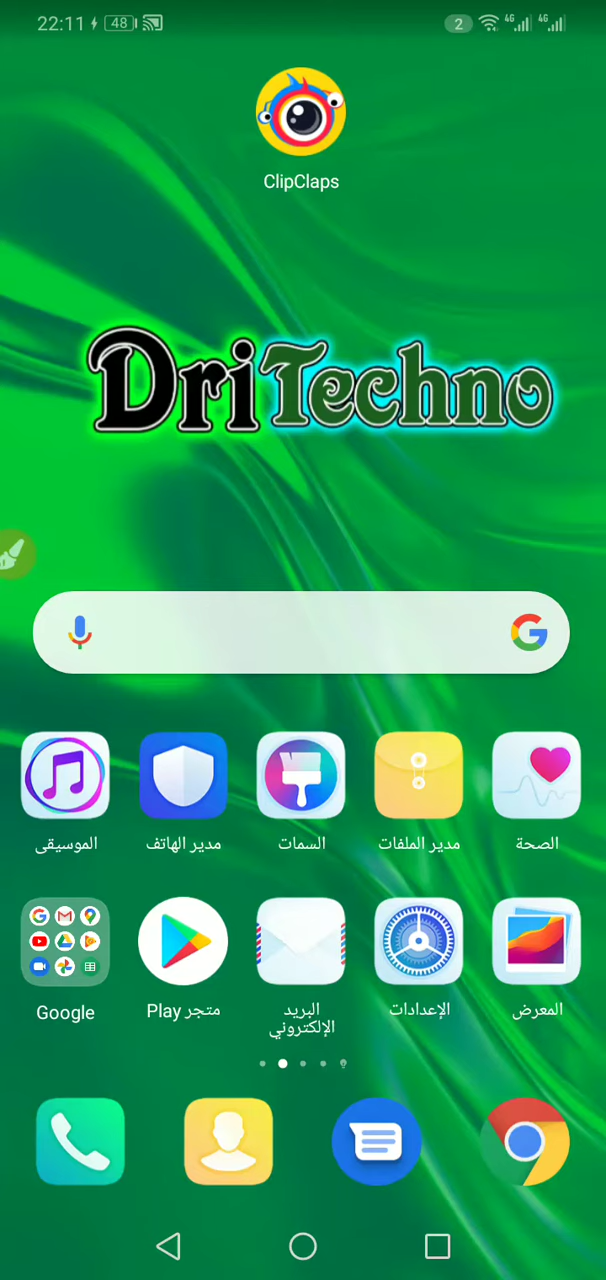 22:11
48
2
4G
4G
ClipClaps
DriTechno
الموسيقى
مدير الهاتف
السمات
مدير الملفات
الصحة
Google
متجر Play
البريد
الإلكتروني
الإعدادات
المعرض